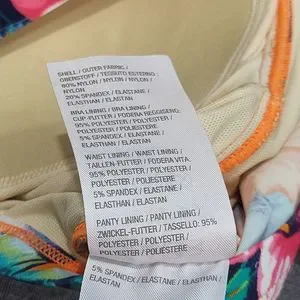 SHELL / OUTER FABRIC /
OBERSTOFF / TESSUTO ESTERNO :
80% NYLON / NYLON /
NYLON
20% SPANDEX / ELASTANE /
ELASTHAN / ELASTAN
BRA LINING / BRA LINING /
CUP-FUTTER / FODERA REGGISENO:
95% POLYESTER / POLYESTER /
POLYESTER / POLIESTERE
5% SPANDEX / ELASTANE /
ELASTHAN / ELASTAN
WAIST LINING / WAIST LINING /
TAILLEN-FUTTER / FODERA VITA:
95% POLYESTER / POLYESTER /
POLYESTER / POLIESTERE
5% SPANDEX / ELASTANE /
ELASTHAN / ELASTAN
PANTY LINING / PANTY LINING /
ZWICKEL-FUTTER / TASSELLO: 95%
POLYESTER / POLYESTER /
POLYESTER / POLIESTERE
5% SPANDEX / ELASTANE /
ELASTHAN / ELASTAN